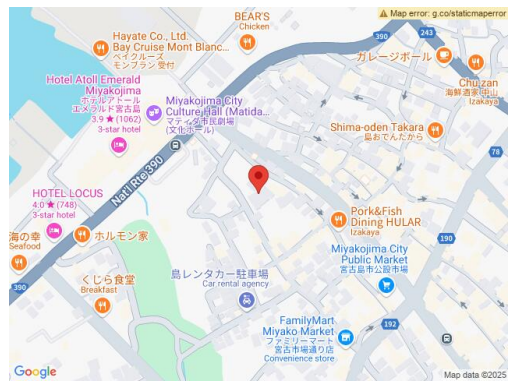 Map error: g.co/staticmaperror
BEAR'S
Chicken
Hayate Co., Ltd.
Bay Cruise Mont Blanc...
ベイクルーズ
モンブラン 受付
390
243
ガレージポール
Chu zan
海鮮酒家 中山
Izakaya
Hotel Atoll Emerald
Miyakojima
ホテルアトール
エメラルド宮古島
3.9 ★ (1062)
3-star hotel
Miyakojima City
Culture Hall (Matida...
マティダ市民劇場
(文化ホール)
Shima-oden Takara
島おでんたから
78
Nat'l Rte 390
HOTEL LOCUS
4.0 ★ (748)
3-star hotel
Pork&Fish
Dining HULAR
Izakaya
海の幸
Seafood
ホルモン家
190
Miyakojima City
Public Market
宮古島市公設市場
390
くじら食堂
Breakfast
島レンタカー駐車場
Car rental agency
FamilyMart
Miyako Market
ファミリーマート
宮古市場通り店
Convenience store
192
Google
Map data ©2025